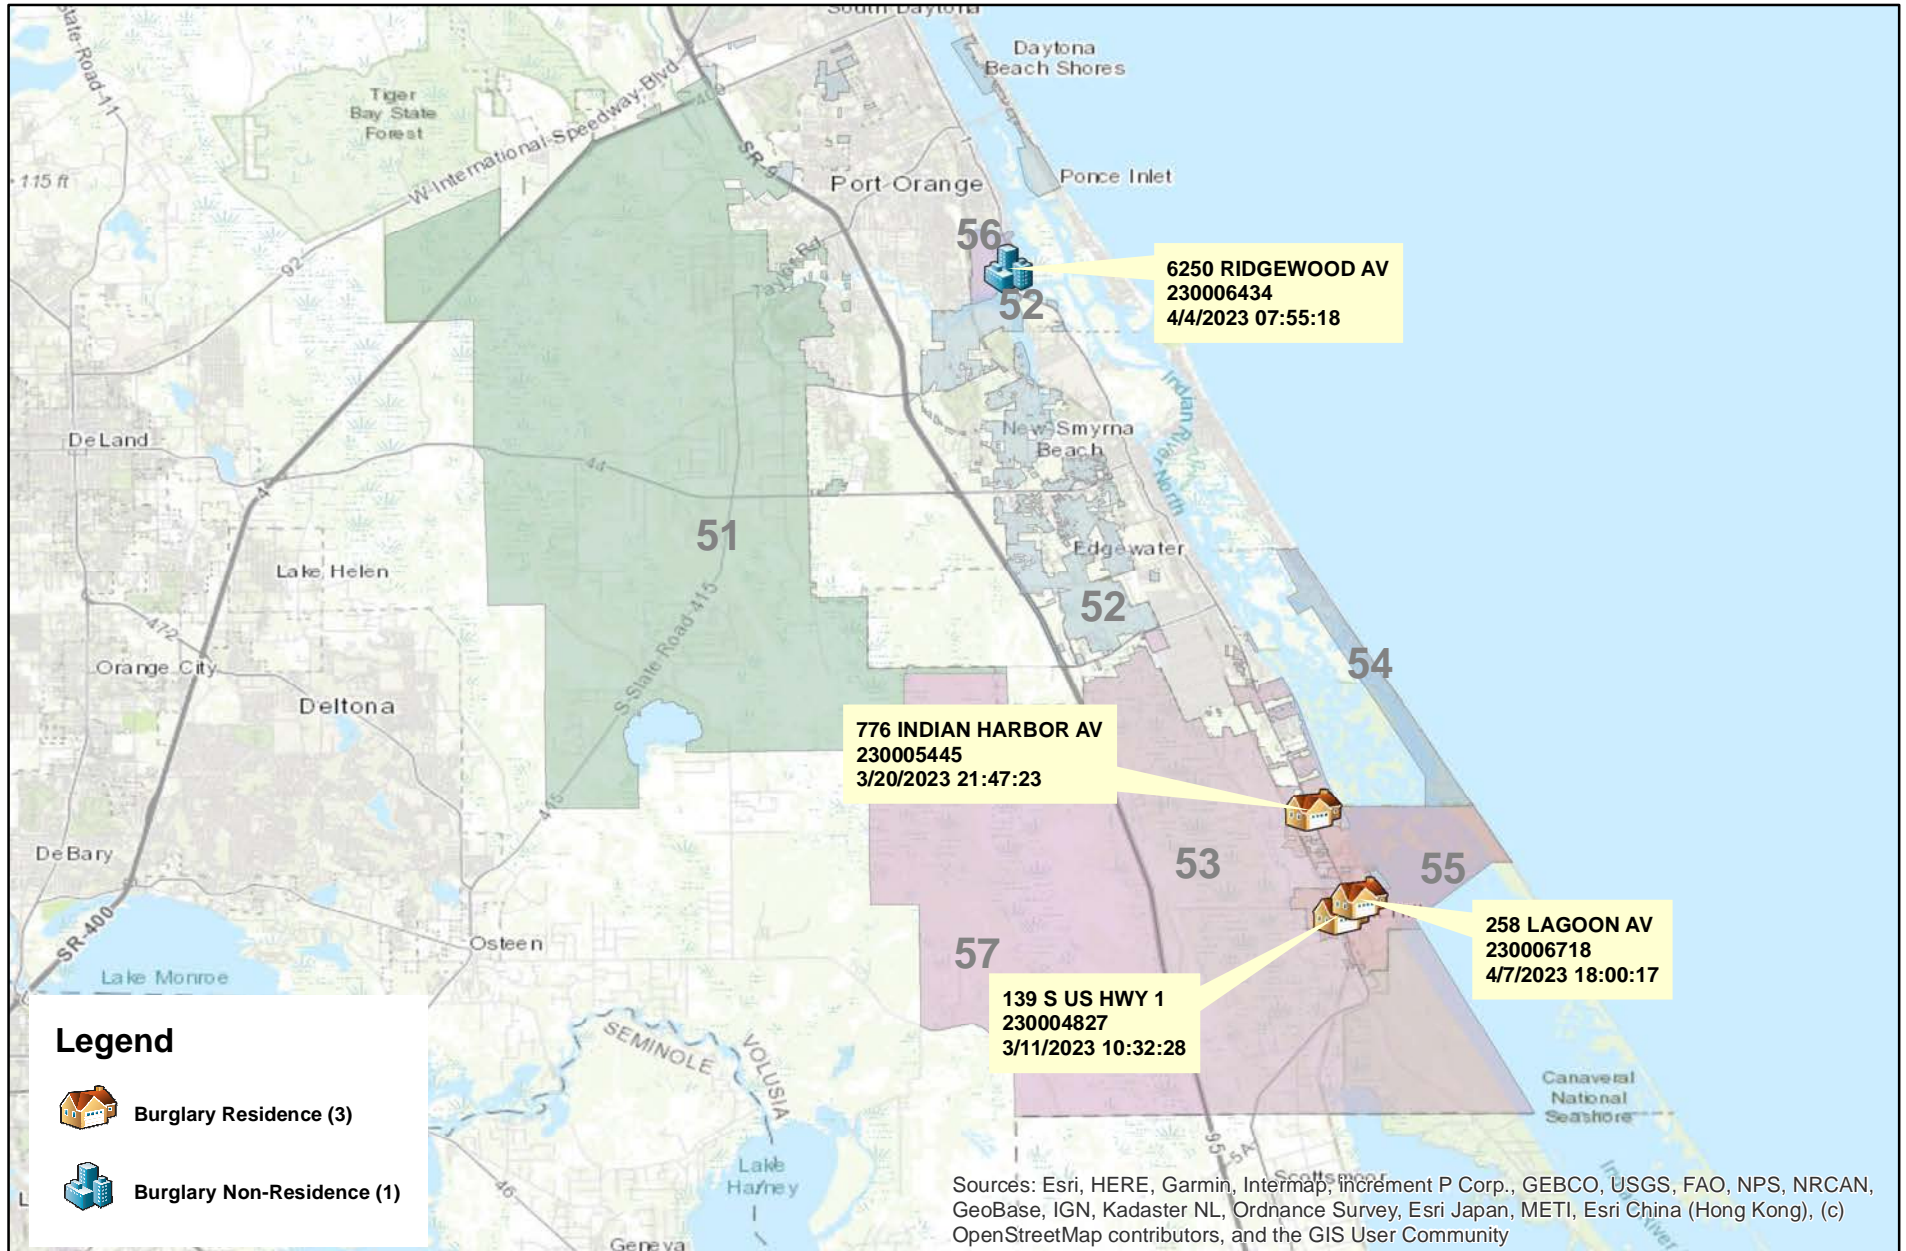 South Daytona
Daytona
Beach Shores
State-Road-11
Tiger
Bay State
Forest
W-International-Speedway-Blvd
400
SR-9
115 ft
Port Orange
Ponce Inlet
56
6250 RIDGEWOOD AV
230006434
4/4/2023 07:55:18
92
Taylor Rd
52
Indian River North
DeLand
New Smyrna
Beach
44
44
51
Edgewater
Lake Helen
52
472
S-State Road-415
Orange City
54
Deltona
776 INDIAN HARBOR AV
230005445
3/20/2023 21:47:23
415
DeBary
53
55
SR-400
Osteen
57
258 LAGOON AV
230006718
4/7/2023 18:00:17
Lake Monroe
139 S US HWY 1
230004827
3/11/2023 10:32:28
SEMINOLE
VOLUSIA
Canaveral
National
Seashore
Legend
Burglary Residence (3)
Burglary Non-Residence (1)
95
5A
Lake
Harney
46
Scottsmoor
Geneva
Sources: Esri, HERE, Garmin, Intermap, increment P Corp., GEBCO, USGS, FAO, NPS, NRCAN,
GeoBase, IGN, Kadaster NL, Ordnance Survey, Esri Japan, METI, Esri China (Hong Kong), (c)
OpenStreetMap contributors, and the GIS User Community